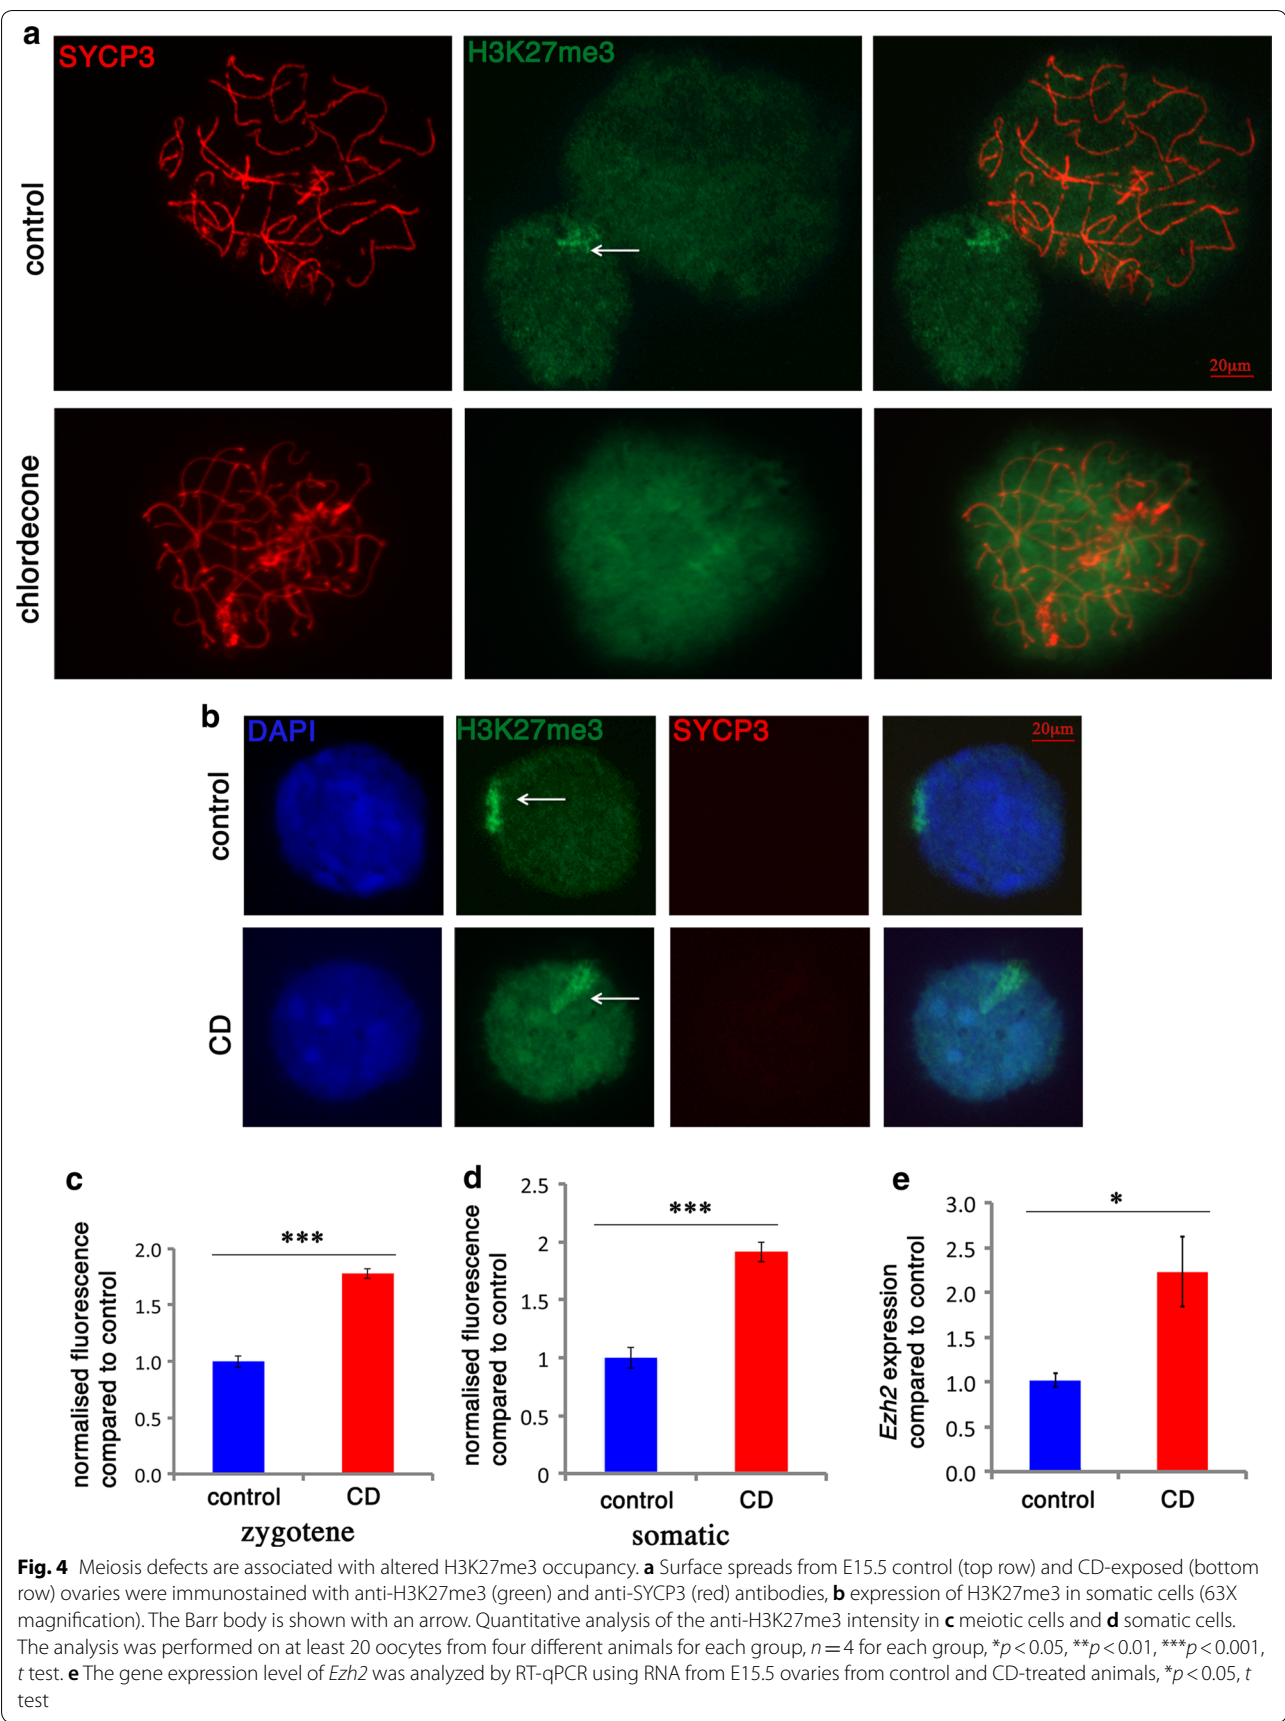 a
SYCP3
H3K27me3
control
20μm
chlordecone
b
DAPI
H3K27me3
SYCP3
20μm
control
CD
c
normalised fluorescence
compared to control
2.0
1.5
1.0
0.5
0.0
***
control
CD
zygotene
d
normalised fluorescence
compared to control
2.5
2
1.5
1
0.5
0
***
control
CD
somatic
e
Ezh2 expression
compared to control
3.0
2.5
2.0
1.5
1.0
0.5
0.0
*
control
CD
Fig. 4 Meiosis defects are associated with altered H3K27me3 occupancy. a Surface spreads from E15.5 control (top row) and CD-exposed (bottom
row) ovaries were immunostained with anti-H3K27me3 (green) and anti-SYCP3 (red) antibodies, b expression of H3K27me3 in somatic cells (63X
magnification). The Barr body is shown with an arrow. Quantitative analysis of the anti-H3K27me3 intensity in c meiotic cells and d somatic cells.
The analysis was performed on at least 20 oocytes from four different animals for each group, n = 4 for each group, *p < 0.05, **p < 0.01, ***p < 0.001,
t test. e The gene expression level of Ezh2 was analyzed by RT-qPCR using RNA from E15.5 ovaries from control and CD-treated animals, *p < 0.05, t
test